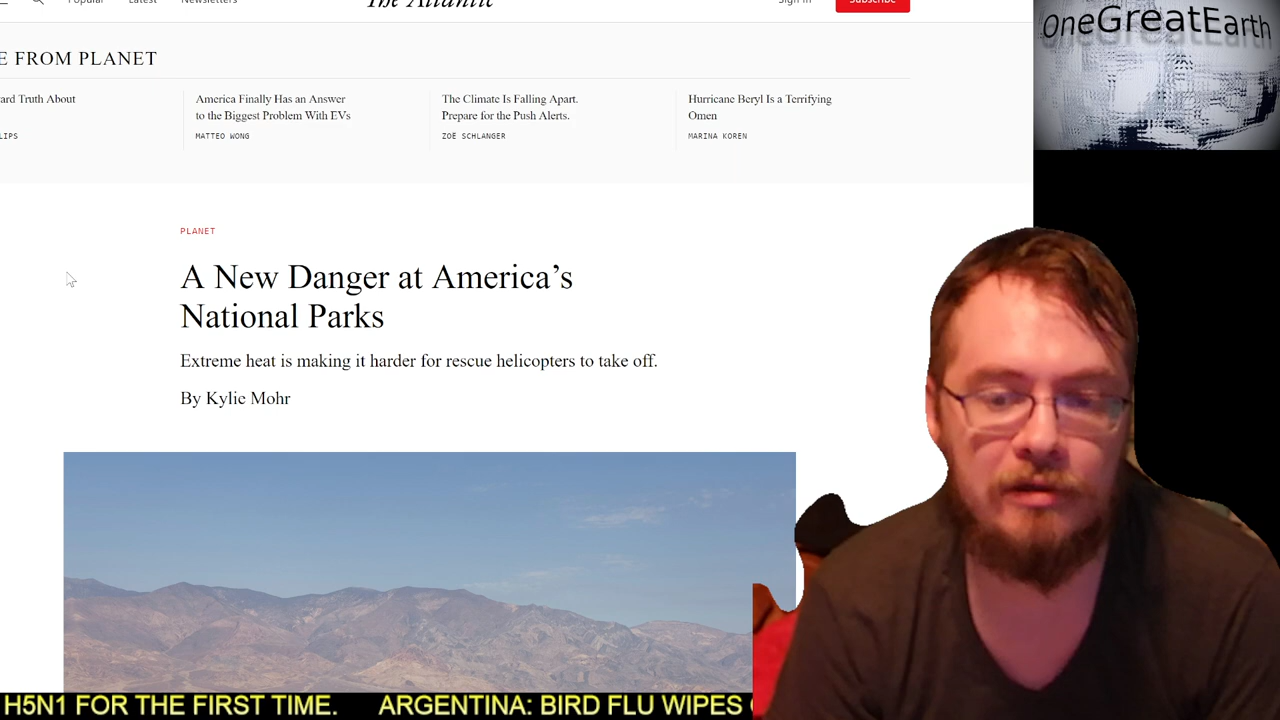 Popular Latest Newsletters The Atlantic Sign In Subscribe
OneGreatEarth
E FROM PLANET
ard Truth About
LIPS
America Finally Has an Answer
to the Biggest Problem With EVs
MATTEO WONG
The Climate Is Falling Apart.
Prepare for the Push Alerts.
ZOË SCHLANGER
Hurricane Beryl Is a Terrifying
Omen
MARINA KOREN
PLANET
A New Danger at America’s
National Parks
Extreme heat is making it harder for rescue helicopters to take off.
By Kylie Mohr
H5N1 FOR THE FIRST TIME. ARGENTINA: BIRD FLU WIPES